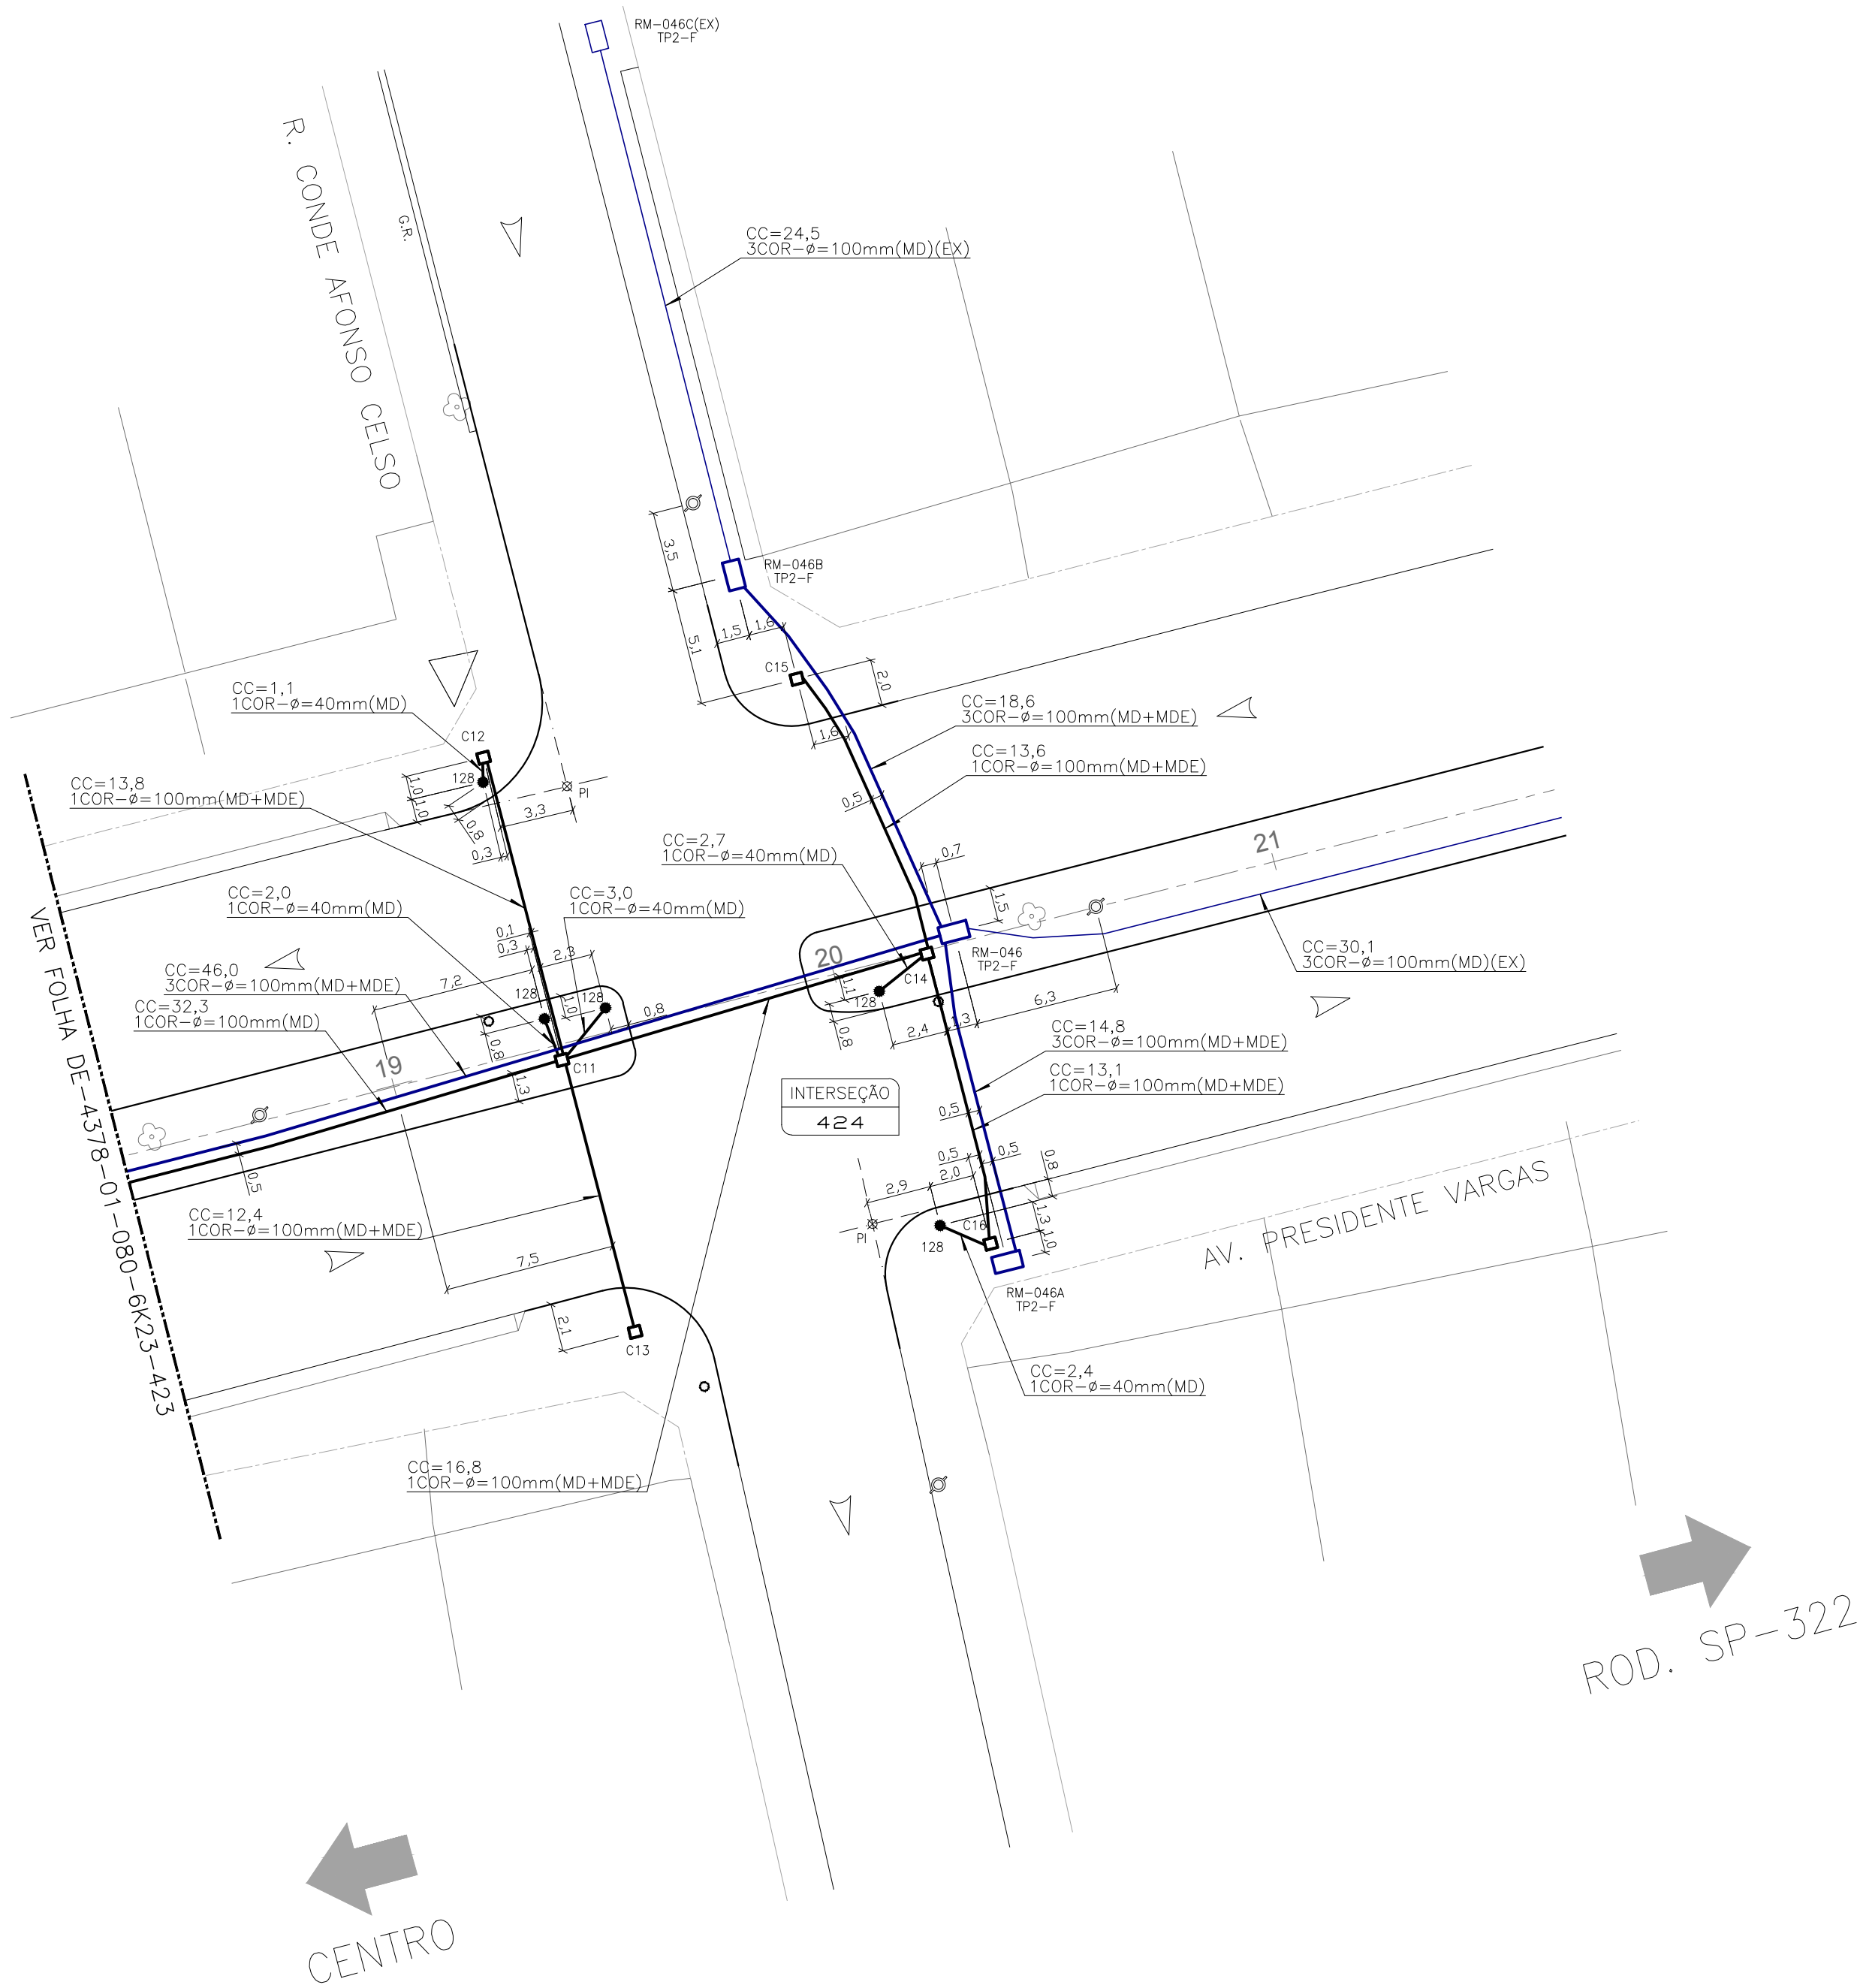 RM-046C(EX)
TP2-F
R. CONDE AFONSO CELSO
G.R.
CC=24,5
3COR-ø=100mm(MD)(EX)
3,5
RM-046B
TP2-F
1,5
1,6
5,1
C15
2,0
CC=1,1
1COR-ø=40mm(MD)
CC=18,6
3COR-ø=100mm(MD+MDE)
1,6
C12
CC=13,6
1COR-ø=100mm(MD+MDE)
128
1,0
1,0
CC=13,8
1COR-ø=100mm(MD+MDE)
PI
3,3
0,8
0,3
0,5
CC=2,7
1COR-ø=40mm(MD)
0,7
21
CC=2,0
1COR-ø=40mm(MD)
CC=3,0
1COR-ø=40mm(MD)
1,5
VER FOLHA DE-4378-01-080-6K23-423
0,1
0,3
2,3
20
RM-046
TP2-F
CC=30,1
3COR-ø=100mm(MD)(EX)
CC=46,0
3COR-ø=100mm(MD+MDE)
7,2
128
1,0
128
1,1
C14
128
CC=32,3
1COR-ø=100mm(MD)
0,8
0,8
0,8
2,4
1,3
6,3
CC=14,8
3COR-ø=100mm(MD+MDE)
19
C11
1,3
CC=13,1
1COR-ø=100mm(MD+MDE)
INTERSEÇÃO
424
0,5
0,5
0,5
2,0
0,5
0,8
2,9
CC=12,4
1COR-ø=100mm(MD+MDE)
PI
128
C16
1,3
1,0
AV. PRESIDENTE VARGAS
7,5
RM-046A
TP2-F
2,1
C13
CC=2,4
1COR-ø=40mm(MD)
CC=16,8
1COR-ø=100mm(MD+MDE)
ROD. SP-322
CENTRO